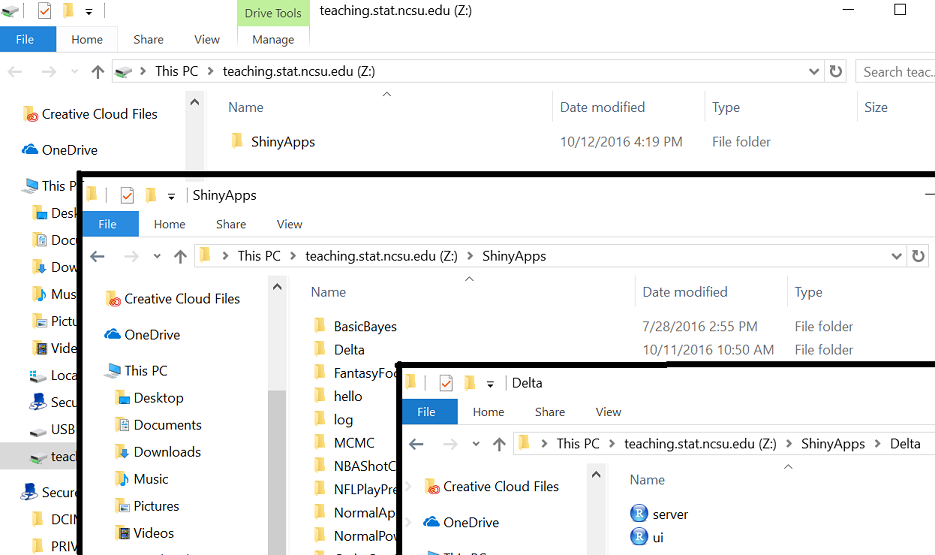 Drive Tools teaching.stat.ncsu.edu (Z:)
File Home Share View Manage
This PC > teaching.stat.ncsu.edu (Z:) Search teac...
Name Date modified Type Size
Creative Cloud Files
ShinyApps 10/12/2016 4:19 PM File folder
OneDrive
This P
Desk
Doc
Dow
Mus
Pictu
Vide
Loca
Secu
USB
teac
Secure
DCI
PRIV
ShinyApps
File Home Share View
This PC > teaching.stat.ncsu.edu (Z:) > ShinyApps
Name Date modified Type
Creative Cloud Files
OneDrive
This PC
Desktop
Documents
Downloads
Music
Pictures
Videos
BasicBayes 7/28/2016 2:55 PM File folder
Delta 10/11/2016 10:50 AM File folder
FantasyFoo
hello
log
MCMC
NBAShotC
NFLPlayPre
NormalAp
NormalPow
Delta
File Home Share View
This PC > teaching.stat.ncsu.edu (Z:) > ShinyApps > Delta
Name
Creative Cloud Files
OneDrive
server
ui